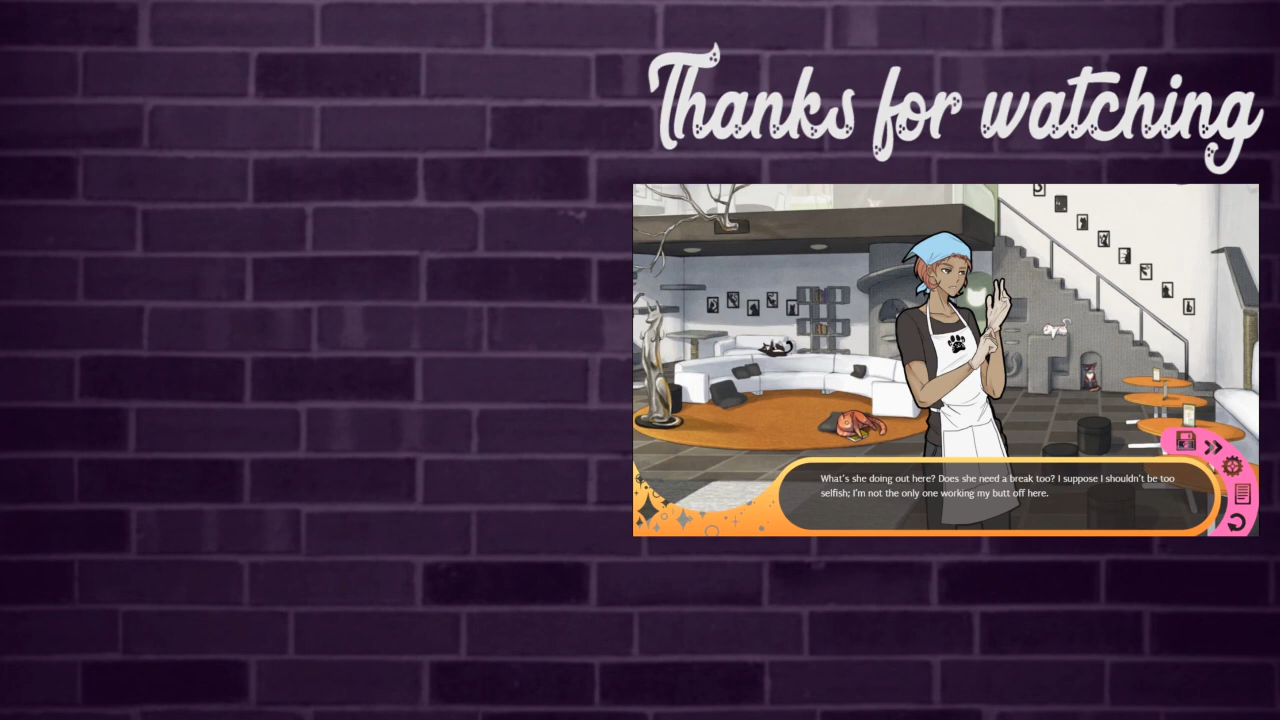 Thanks for watching
What's she doing out here? Does she need a break too? I suppose I shouldn't be too
selfish; I'm not the only one working my butt off here.